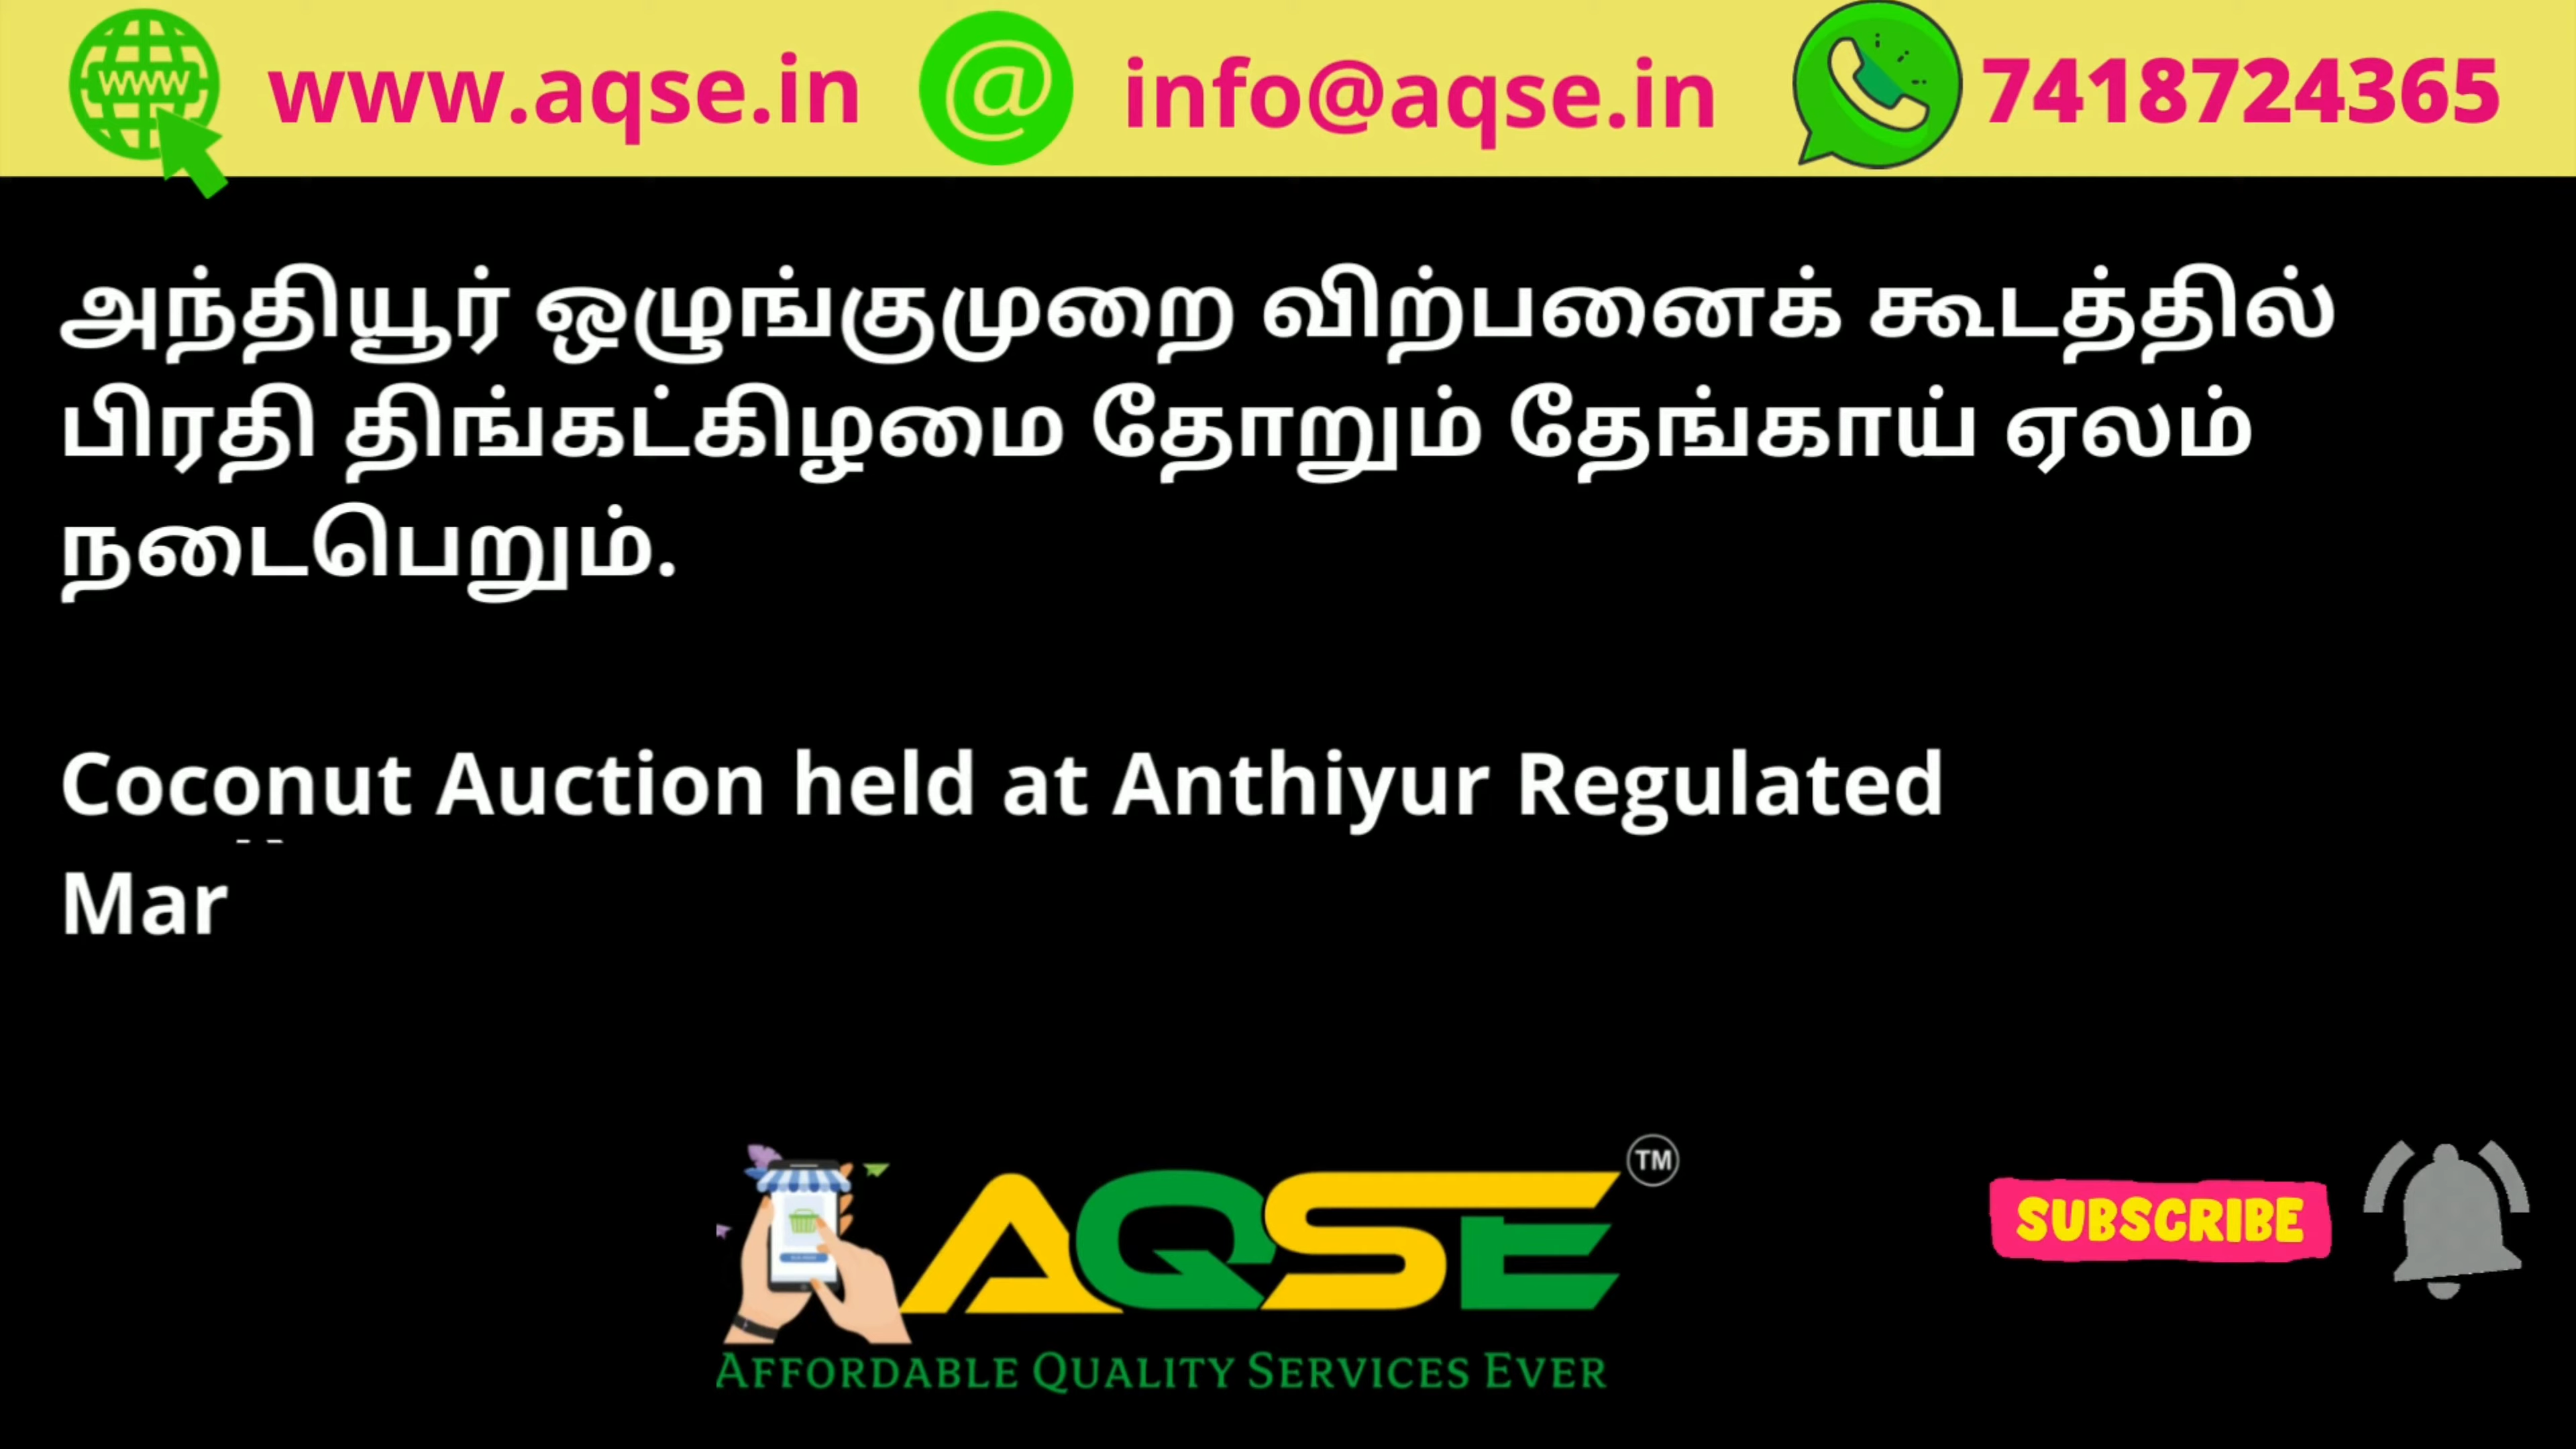 www.aqse.in
info@aqse.in
7418724365
அந்தியூர் ஒழுங்குமுறை விற்பனைக் கூடத்தில்
பிரதி திங்கட்கிழமை தோறும் தேங்காய் ஏலம்
நடைபெறும்.
Coconut Auction held at Anthiyur Regulated
Mar
AQSE TM
AFFORDABLE QUALITY SERVICES EVER
SUBSCRIBE